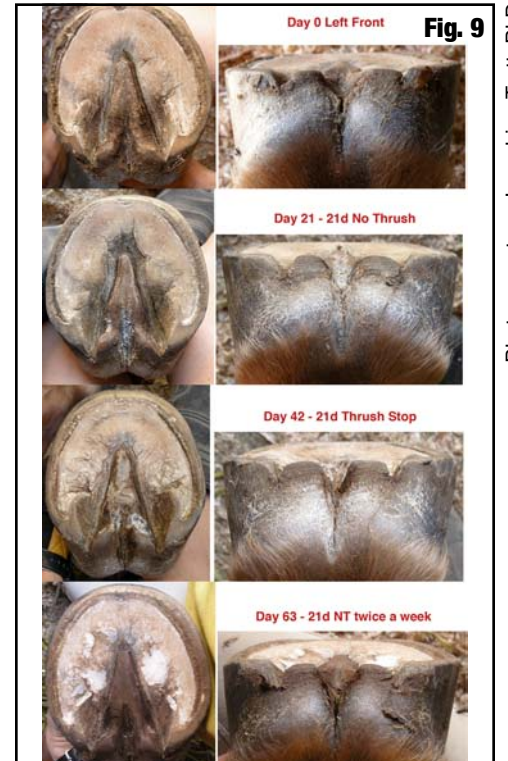 Day 0 Left Front
Fig. 9
Day 21 - 21d No Thrush
Day 42 - 21d Thrush Stop
Day 63 - 21d NT twice a week